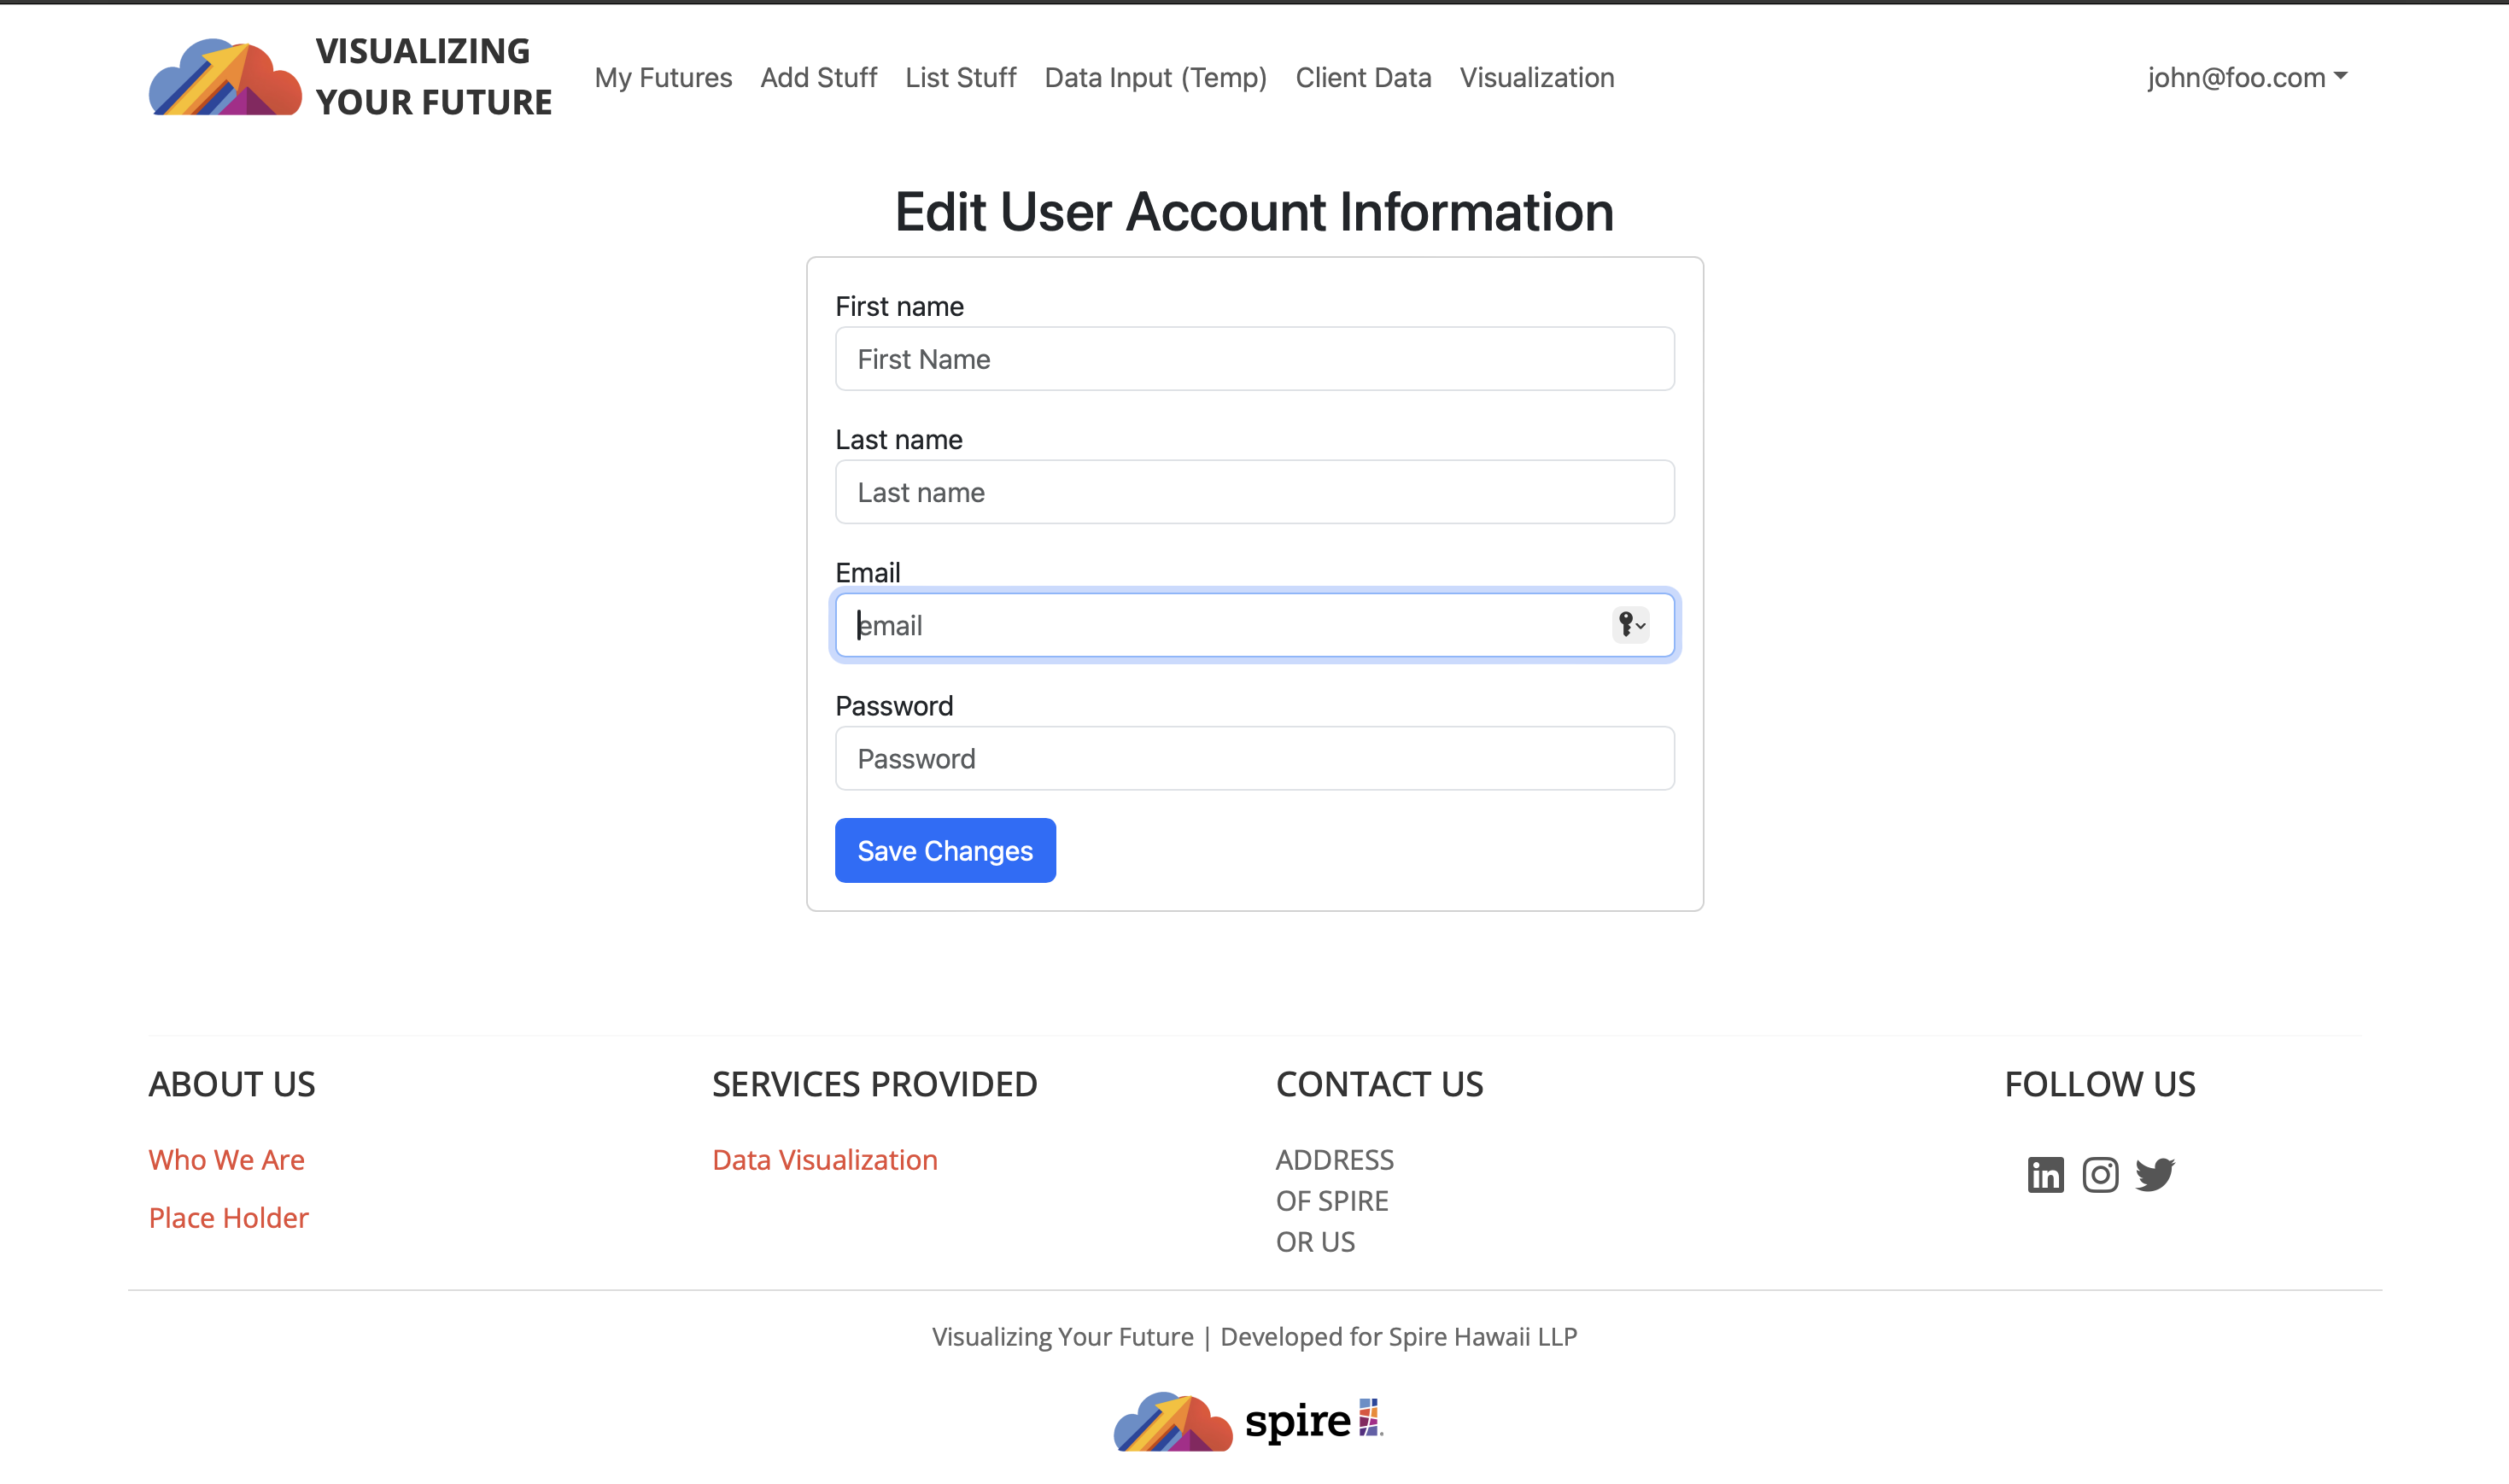 VISUALIZING
YOUR FUTURE
My Futures Add Stuff List Stuff Data Input (Temp) Client Data Visualization john@foo.com
Edit User Account Information
First name
First Name
Last name
Last name
Email
email
Password
Password
Save Changes
ABOUT US
Who We Are
Place Holder
SERVICES PROVIDED
Data Visualization
CONTACT US
ADDRESS
OF SPIRE
OR US
FOLLOW US
in
Visualizing Your Future | Developed for Spire Hawaii LLP
spire